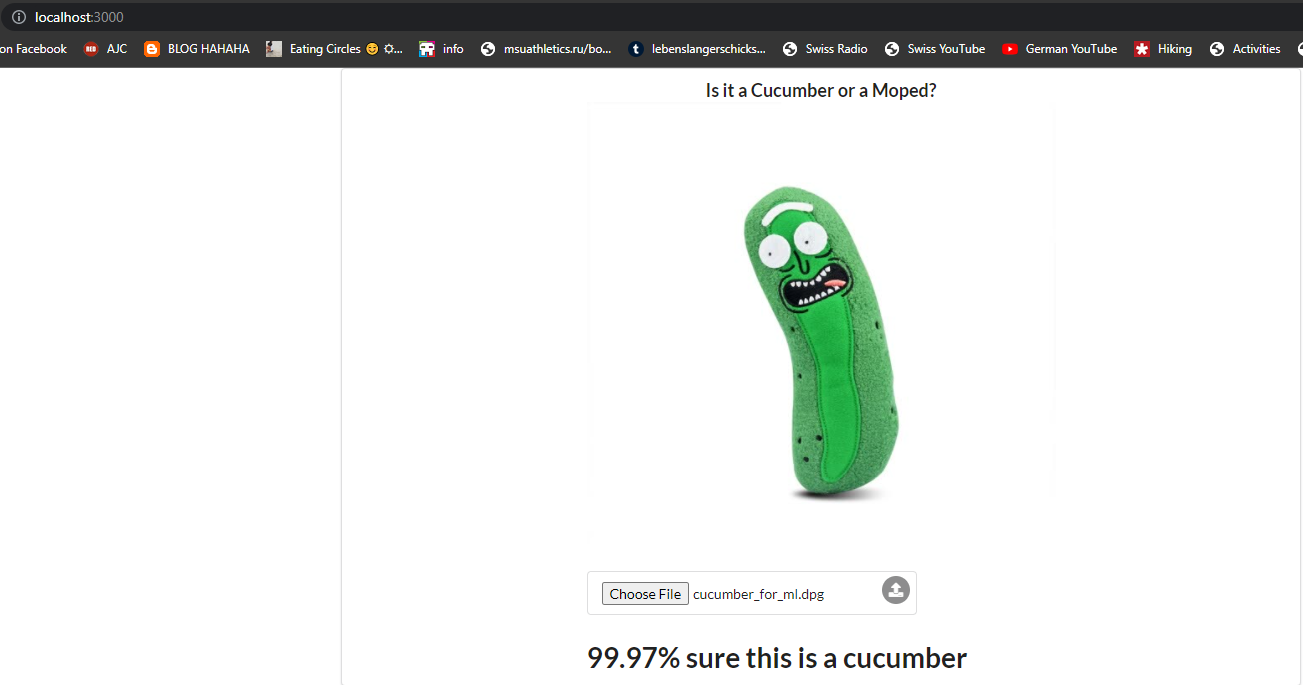 localhost:3000
on Facebook AJC BLOG HAHAHA Eating Circles 😊 ☼... info msuathletics.ru/bo... lebenslangerschicks... Swiss Radio Swiss YouTube German YouTube Hiking Activities
Is it a Cucumber or a Moped?
Choose File cucumber_for_ml.dpg
99.97% sure this is a cucumber